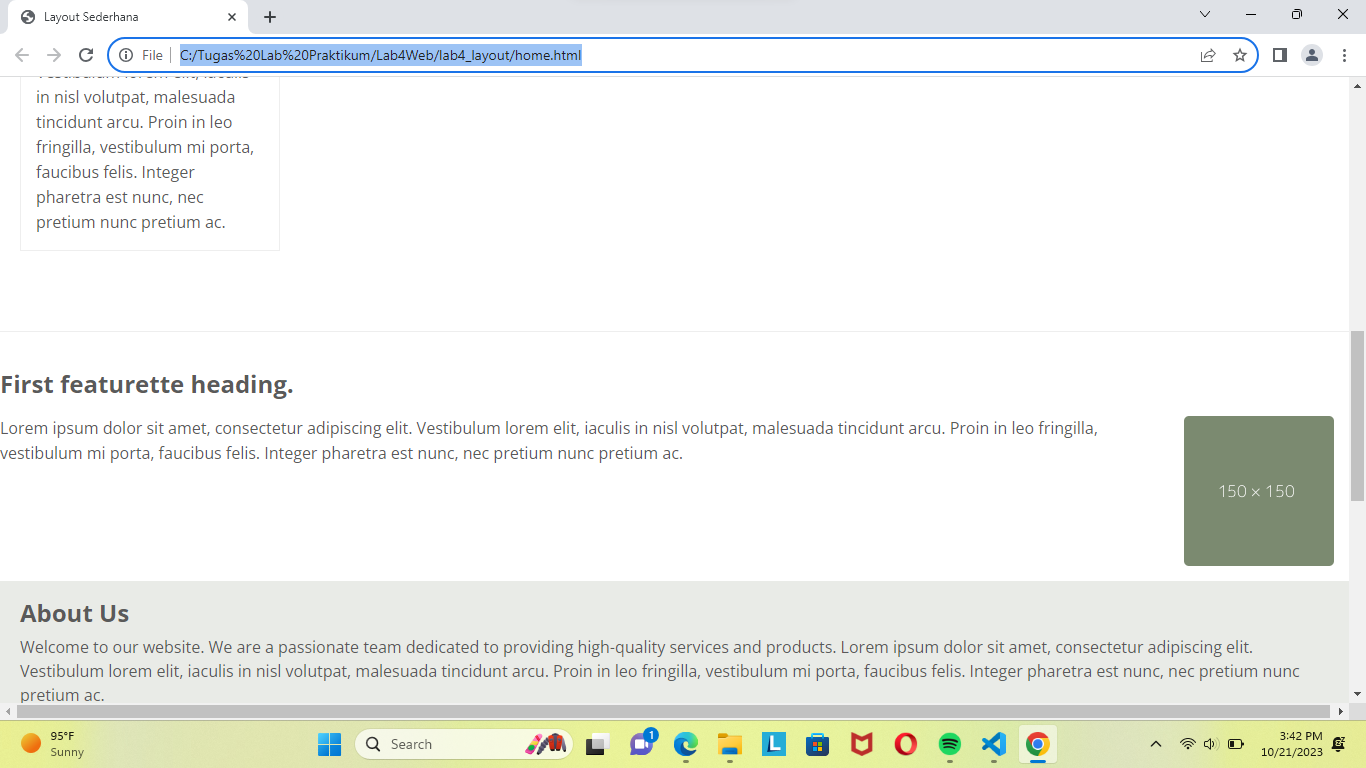 Layout Sederhana
File
C:/Tugas%20Lab%20Praktikum/Lab4Web/lab4_layout/home.html
Vestibulum lorem elit, iaculis
in nisl volutpat, malesuada
tincidunt arcu. Proin in leo
fringilla, vestibulum mi porta,
faucibus felis. Integer
pharetra est nunc, nec
pretium nunc pretium ac.
First featurette heading.
Lorem ipsum dolor sit amet, consectetur adipiscing elit. Vestibulum lorem elit, iaculis in nisl volutpat, malesuada tincidunt arcu. Proin in leo fringilla,
vestibulum mi porta, faucibus felis. Integer pharetra est nunc, nec pretium nunc pretium ac.
150 × 150
About Us
Welcome to our website. We are a passionate team dedicated to providing high-quality services and products. Lorem ipsum dolor sit amet, consectetur adipiscing elit.
Vestibulum lorem elit, iaculis in nisl volutpat, malesuada tincidunt arcu. Proin in leo fringilla, vestibulum mi porta, faucibus felis. Integer pharetra est nunc, nec pretium nunc
pretium ac.
95°F
Sunny
Search
1
L
3:42 PM
10/21/2023